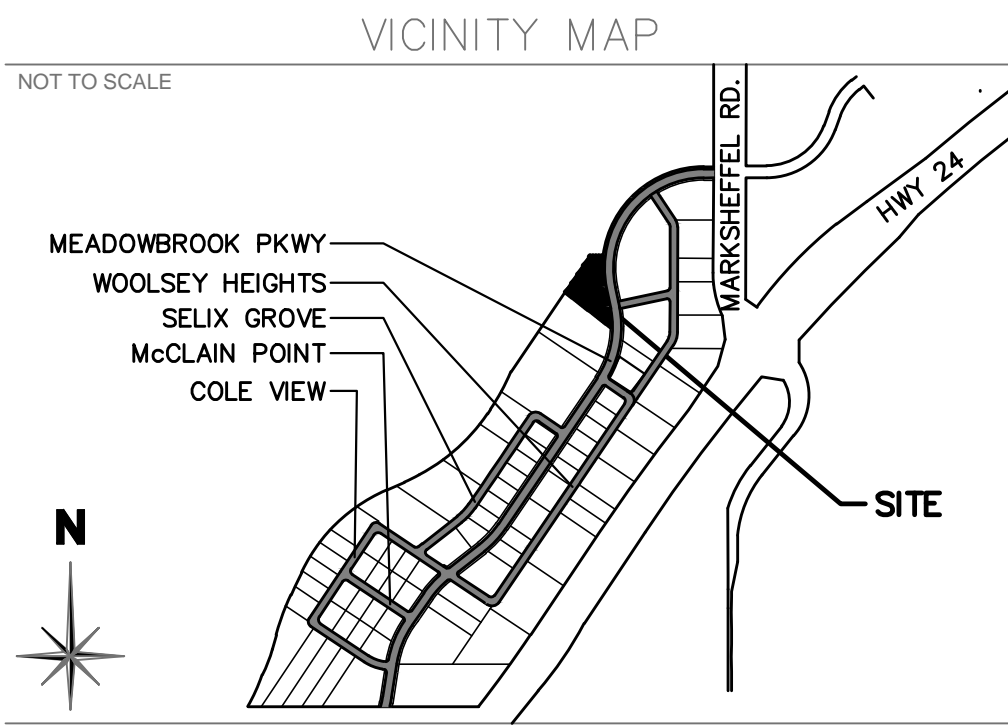 VICINITY MAP
NOT TO SCALE
MARKSHEFFEL RD.
HWY 24
MEADOWBROOK PKWY
WOOLSEY HEIGHTS
SELIX GROVE
McCLAIN POINT
COLE VIEW
SITE
N